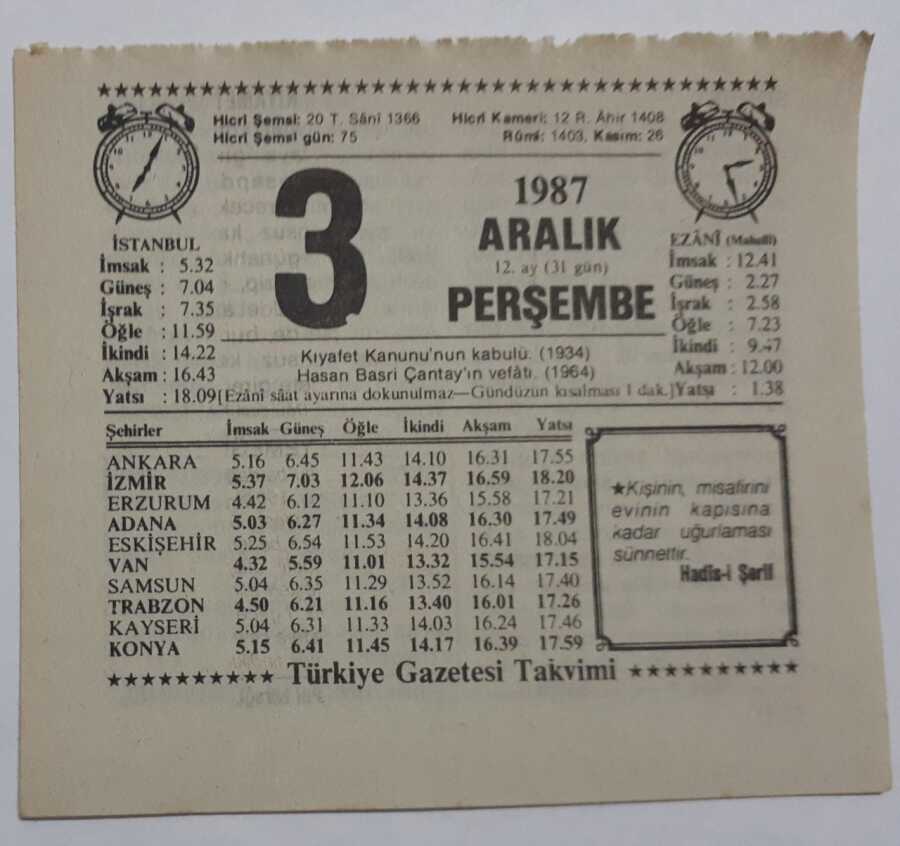 Hicri Şemsi: 20 T. Sânî 1366
Hicri Şemsi gün: 75
Hicri Kameri: 12 R. Âhir 1408
Rûmî: 1403, Kasım: 26
3
1987
ARALIK
12. ay (31 gün)
PERŞEMBE
İSTANBUL
İmsak : 5.32
Güneş : 7.04
İşrak : 7.35
Öğle : 11.59
İkindi : 14.22
Akşam : 16.43
Yatsı : 18.09
EZÂNÎ (Mahallî)
İmsak : 12.41
Güneş : 2.27
İşrak : 2.58
Öğle : 7.23
İkindi : 9.47
Akşam : 12.00
Yatsı : 1.38
Kıyafet Kanunu'nun kabulü. (1934)
Hasan Basri Çantay'ın vefâtı. (1964)
[Ezânî sâat ayarına dokunulmaz—Gündüzün kısalması 1 dak.]
Şehirler İmsak Güneş Öğle İkindi Akşam Yatsı
ANKARA 5.16 6.45 11.43 14.10 16.31 17.55
İZMİR 5.37 7.03 12.06 14.37 16.59 18.20
ERZURUM 4.42 6.12 11.10 13.36 15.58 17.21
ADANA 5.03 6.27 11.34 14.08 16.30 17.49
ESKİŞEHİR 5.25 6.54 11.53 14.20 16.41 18.04
VAN 4.32 5.59 11.01 13.32 15.54 17.15
SAMSUN 5.04 6.35 11.29 13.52 16.14 17.40
TRABZON 4.50 6.21 11.16 13.40 16.01 17.26
KAYSERİ 5.04 6.31 11.33 14.03 16.24 17.46
KONYA 5.15 6.41 11.45 14.17 16.39 17.59
★Kişinin, misafirini
evinin kapısına
kadar uğurlaması
sünnettir.
Hadîs-i Şerîf
★★★★★★★★★★ Türkiye Gazetesi Takvimi ★★★★★★★★★★